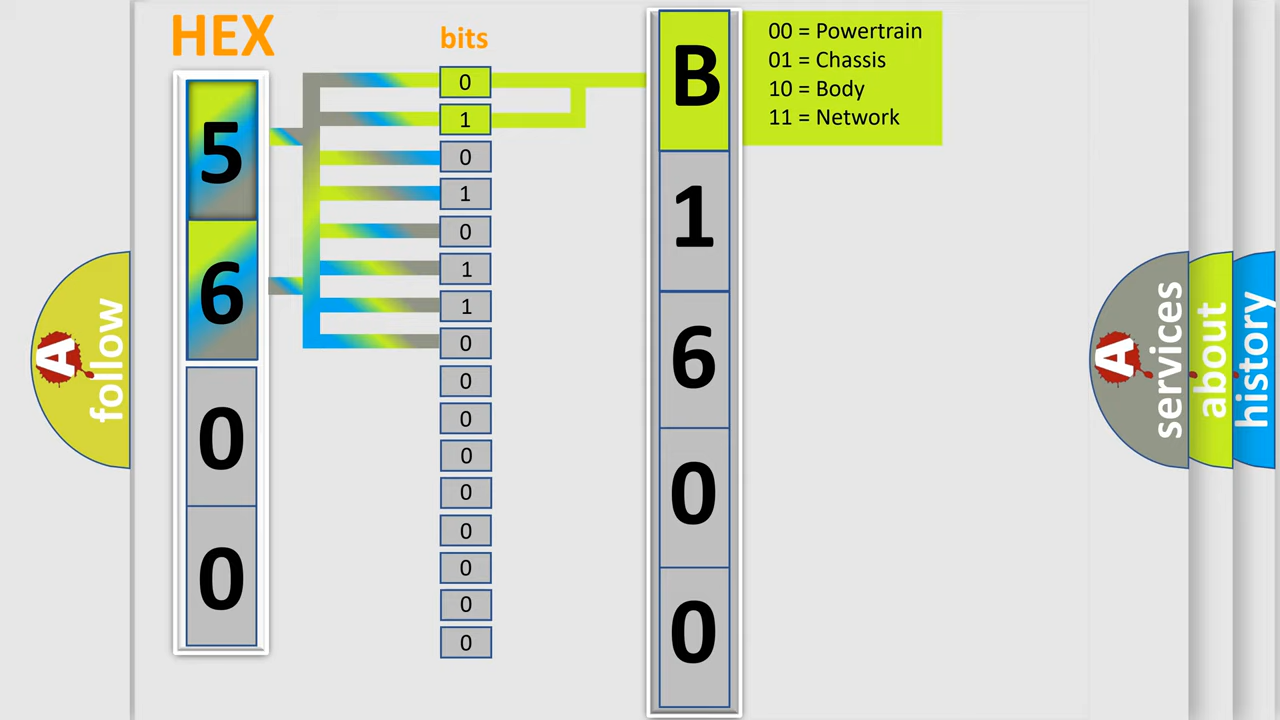 HEX
bits
5
6
0
0
0
1
0
1
0
1
1
0
0
0
0
0
0
0
0
0
B
1
6
0
0
00 = Powertrain
01 = Chassis
10 = Body
11 = Network
A follow
A services
about
history